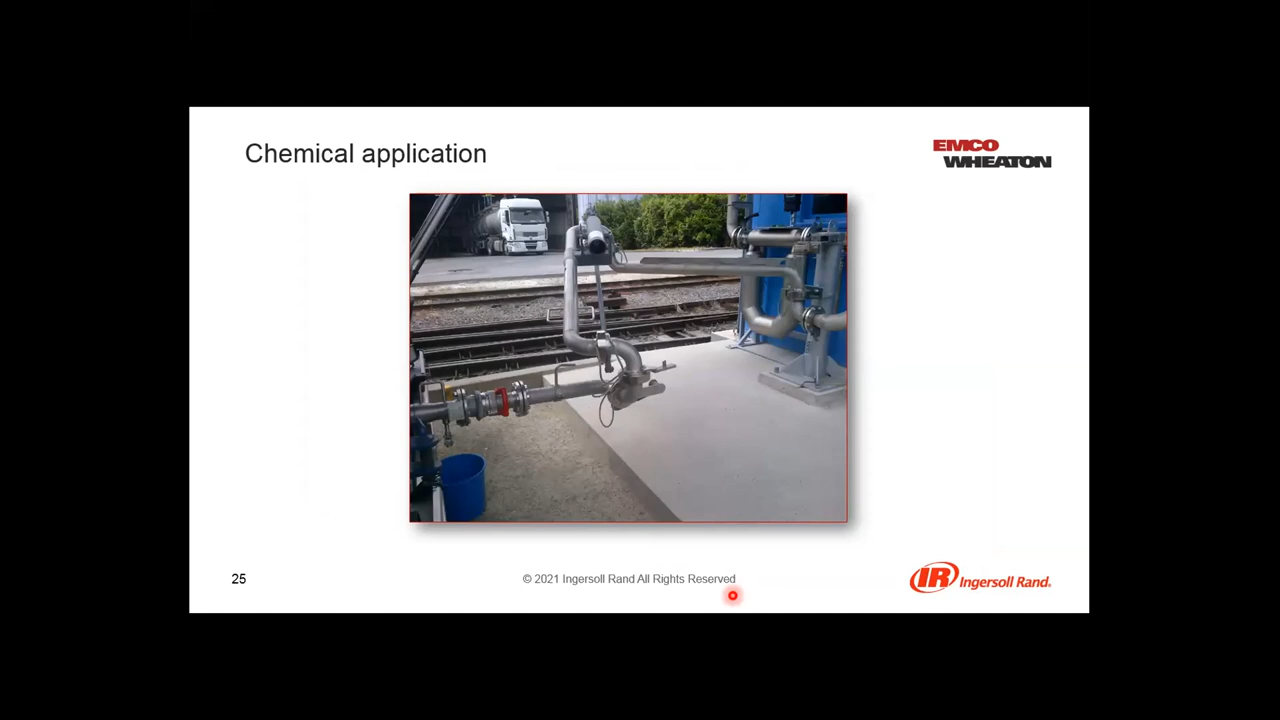 Chemical application
EMCO
WHEATON
25
© 2021 Ingersoll Rand All Rights Reserved
IR Ingersoll Rand